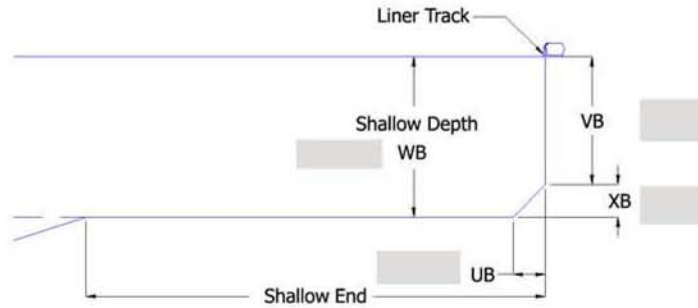 Liner Track
Shallow Depth
WB
VB
XB
UB
Shallow End